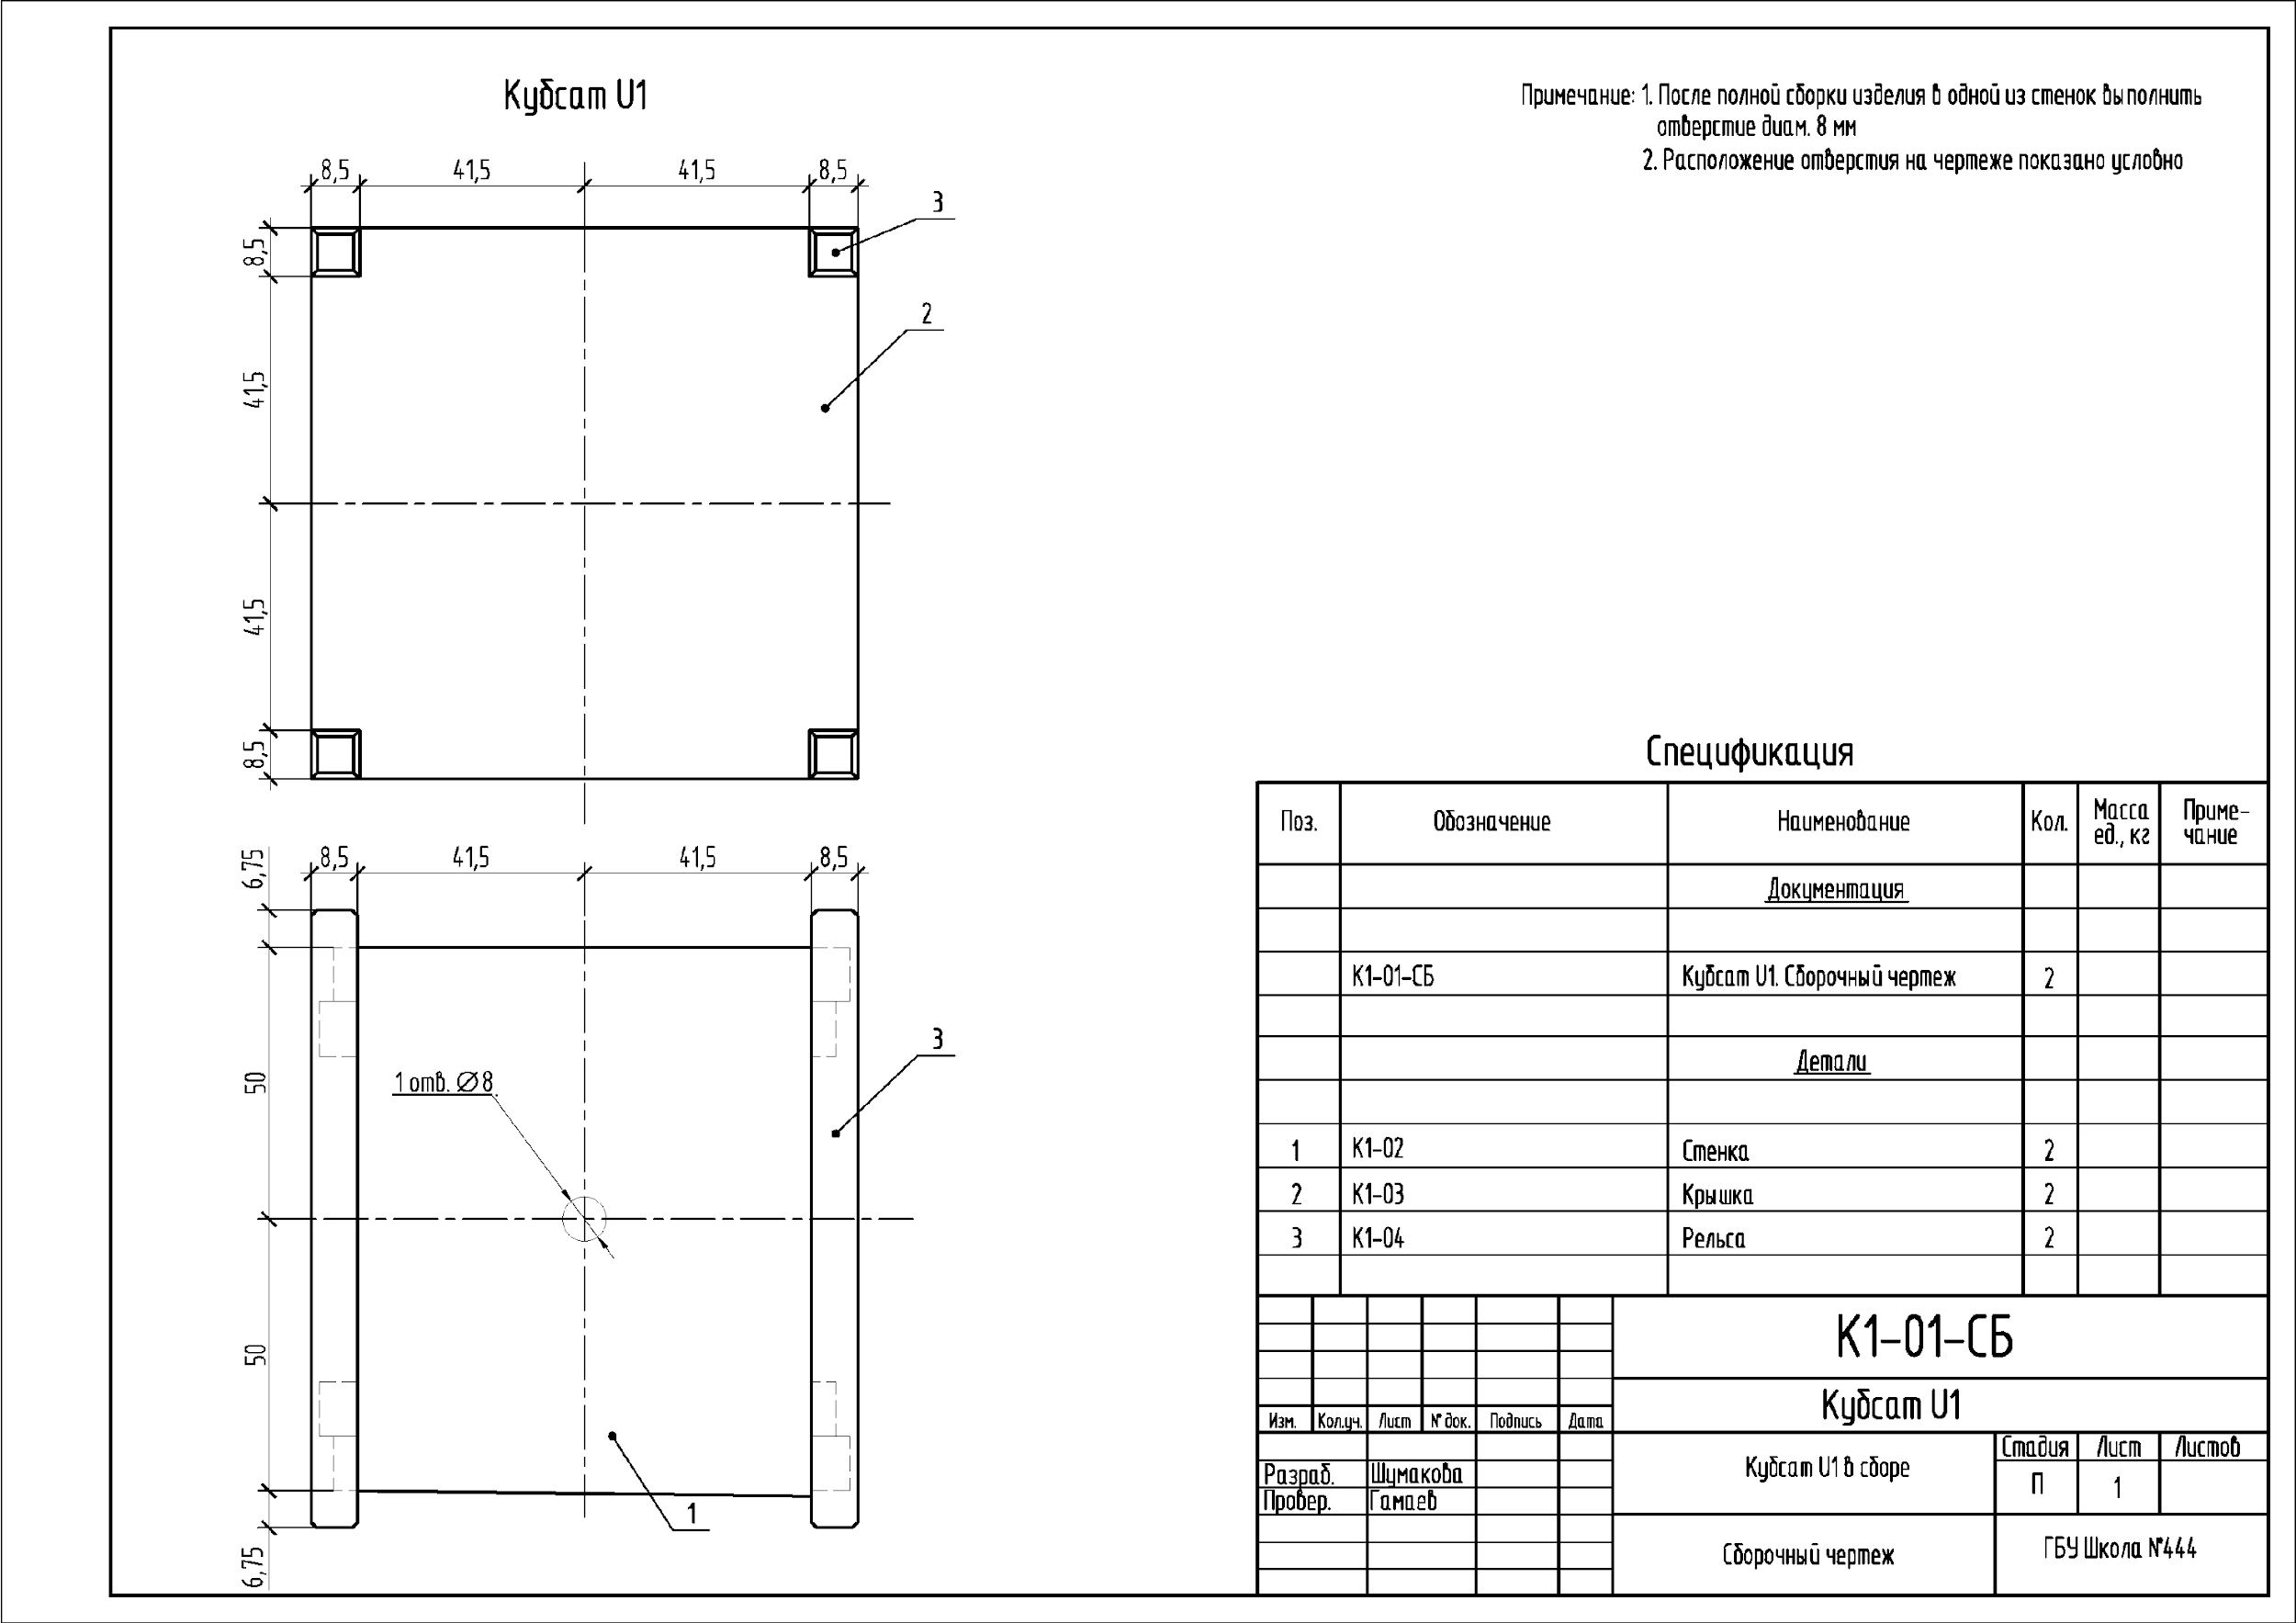 Кубсат U1
Примечание: 1. После полной сборки изделия в одной из стенок выполнить
отверстие диам. 8 мм
2. Расположение отверстия на чертеже показано условно
8,5 41,5 41,5 8,5
3
8,5
2
41,5
41,5
8,5
6,75
8,5 41,5 41,5 8,5
3
50
1 отв. ∅8
50
1
6,75
Спецификация
Поз. Обозначение Наименование Кол. Масса ед., кг Приме-чание
Документация
К1-01-СБ Кубсат U1. Сборочный чертеж 2
Детали
1 К1-02 Стенка 2
2 К1-03 Крышка 2
3 К1-04 Рельса 2
К1-01-СБ
Кубсат U1
Изм. Кол.уч. Лист № док. Подпись Дата
Разраб. Шумакова
Провер. Гамаев
Кубсат U1 в сборе
Стадия Лист Листов
П 1
Сборочный чертеж
ГБУ Школа №444